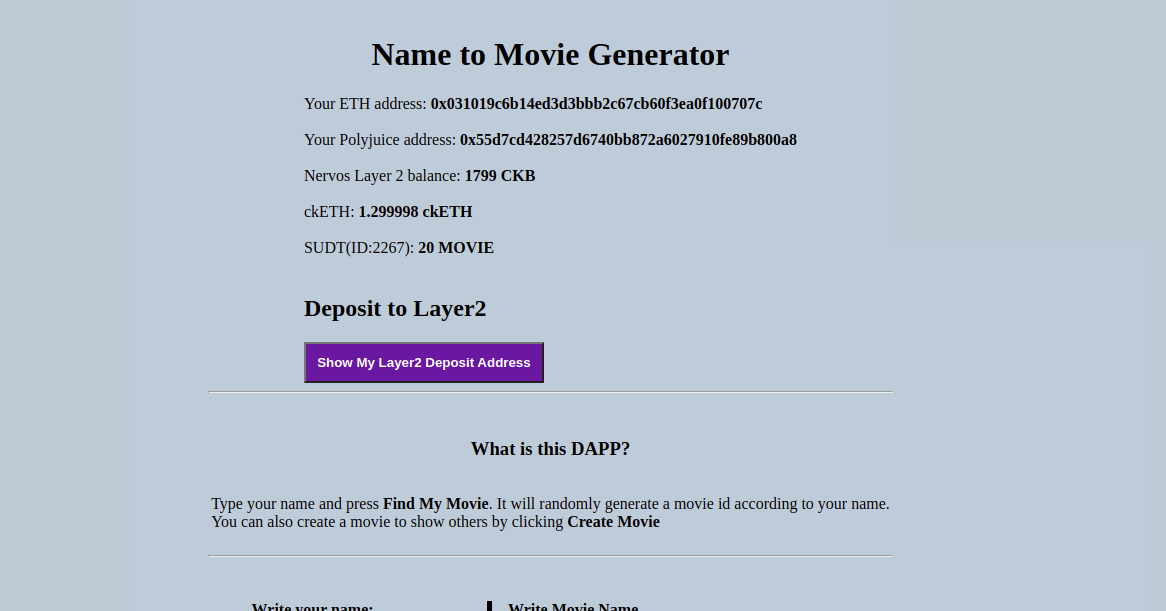 Name to Movie Generator
Your ETH address: 0x031019c6b14ed3d3bbb2c67cb60f3ea0f100707c
Your Polyjuice address: 0x55d7cd428257d6740bb872a6027910fe89b800a8
Nervos Layer 2 balance: 1799 CKB
ckETH: 1.299998 ckETH
SUDT(ID:2267): 20 MOVIE
Deposit to Layer2
Show My Layer2 Deposit Address
What is this DAPP?
Type your name and press Find My Movie. It will randomly generate a movie id according to your name.
You can also create a movie to show others by clicking Create Movie
Write your name:
Write Movie Name